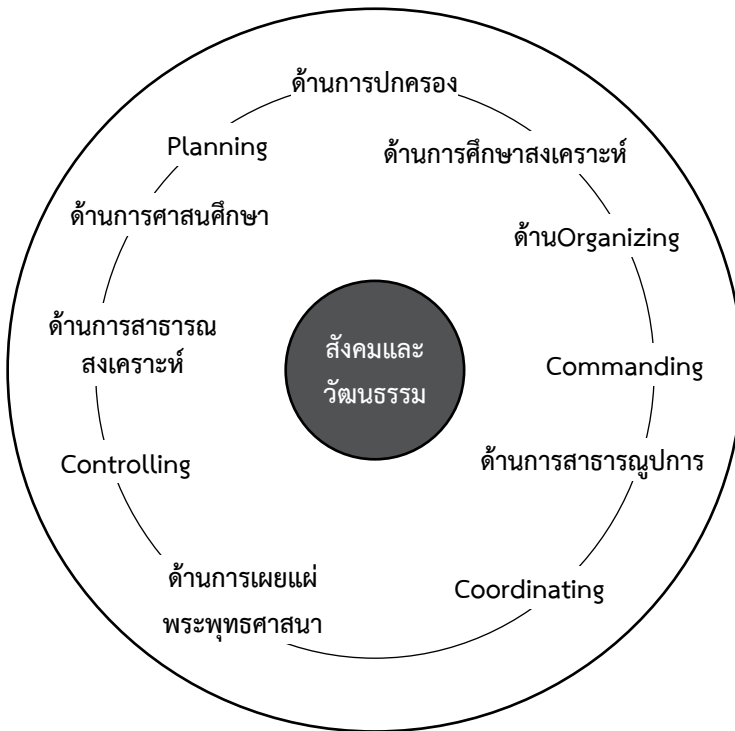 ด้านการปกครอง
Planning
ด้านการศึกษาสงเคราะห์
ด้านการศาสนศึกษา
ด้านOrganizing
ด้านการสาธารณ
สงเคราะห์
สังคมและ
วัฒนธรรม
Commanding
Controlling
ด้านการสาธารณูปการ
ด้านการเผยแผ่
พระพุทธศาสนา
Coordinating